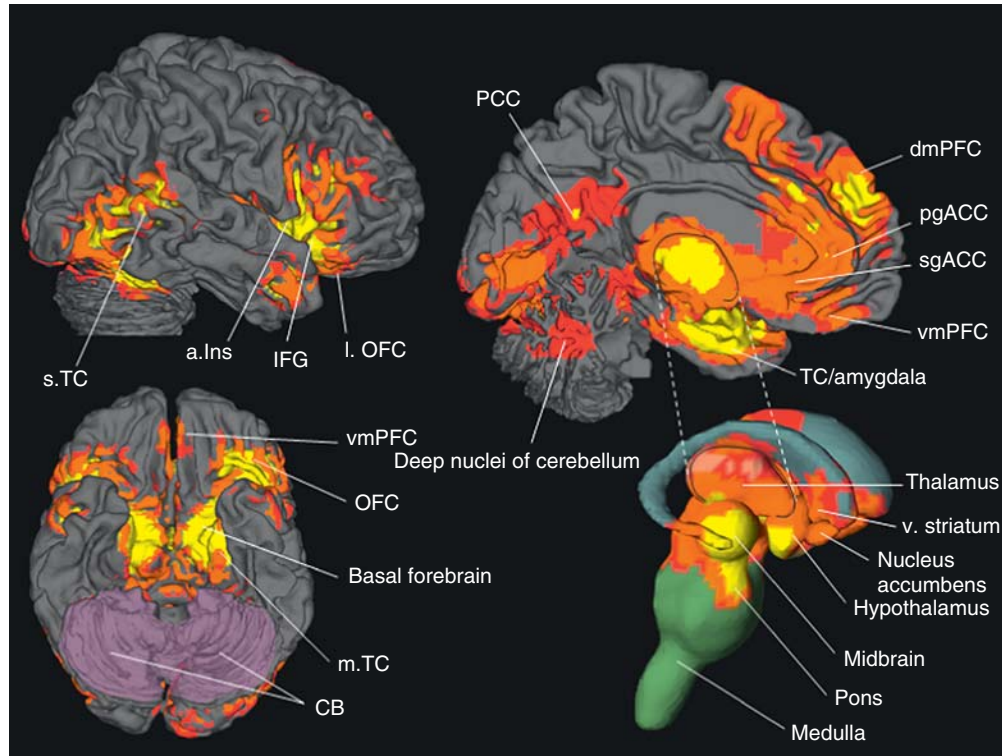 s.TC
a.Ins
IFG
l. OFC
PCC
dmPFC
pgACC
sgACC
vmPFC
TC/amygdala
Deep nuclei of cerebellum
vmPFC
OFC
Basal forebrain
m.TC
CB
Thalamus
v. striatum
Nucleus
accumbens
Hypothalamus
Midbrain
Pons
Medulla